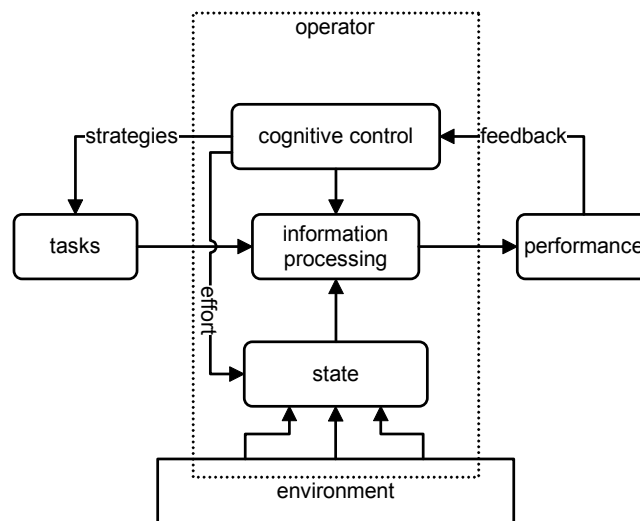 operator
strategies
cognitive control
feedback
tasks
information
processing
performance
effort
state
environment